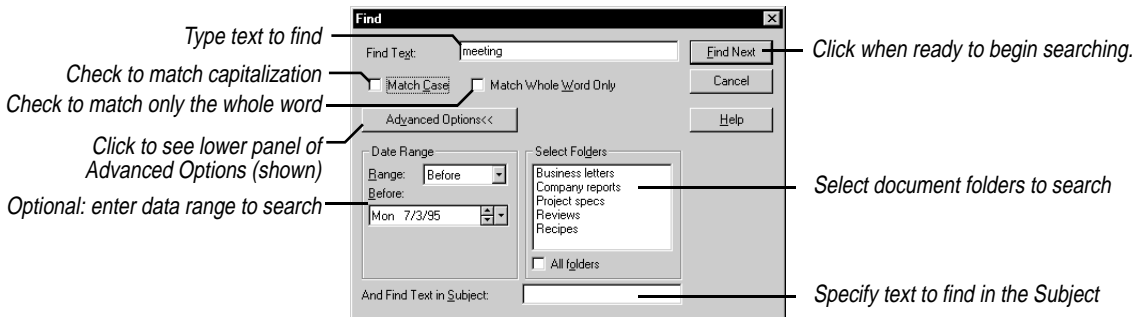 Find
Type text to find
Find Text:
meeting
Find Next
Click when ready to begin searching.
Check to match capitalization
Match Case
Match Whole Word Only
Cancel
Check to match only the whole word
Advanced Options<<
Help
Click to see lower panel of
Advanced Options (shown)
Date Range
Range:
Before
Before:
Mon 7/3/95
Optional: enter data range to search
Select Folders
Business letters
Company reports
Project specs
Reviews
Recipes
Select document folders to search
All folders
And Find Text in Subject:
Specify text to find in the Subject